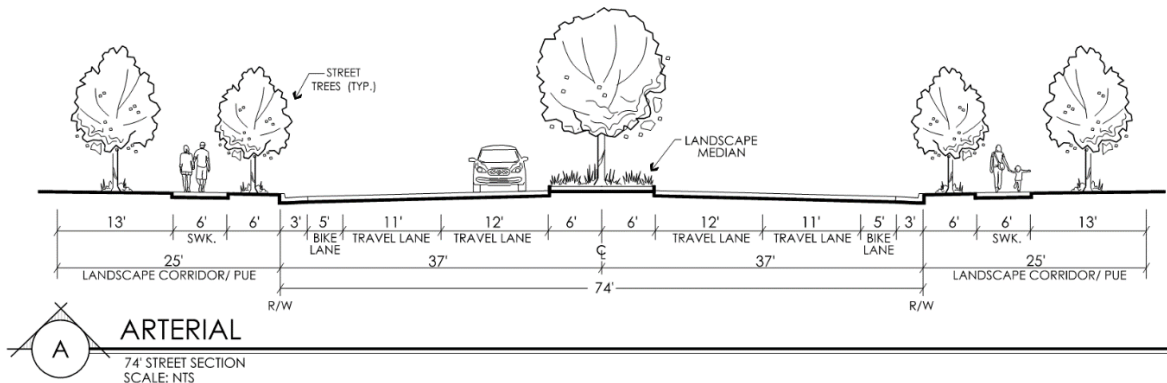 STREET
TREES (TYP.)
LANDSCAPE
MEDIAN
13' 6' 6' 3' 5' 11' 12' 6' 6' 12' 11' 5' 3' 6' 6' 13'
SWK. BIKE LANE TRAVEL LANE TRAVEL LANE TRAVEL LANE TRAVEL LANE BIKE LANE SWK.
25' 37' ℄ 37' 25'
LANDSCAPE CORRIDOR/ PUE LANDSCAPE CORRIDOR/ PUE
74'
R/W R/W
A ARTERIAL
74' STREET SECTION
SCALE: NTS